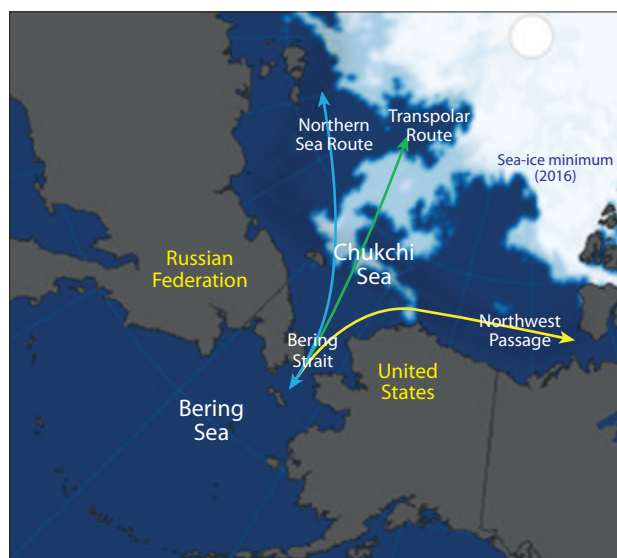 Transpolar
Route
Northern
Sea Route
Sea-ice minimum
(2016)
Russian
Federation
Chukchi
Sea
Northwest
Passage
Bering
Strait
United
States
Bering
Sea